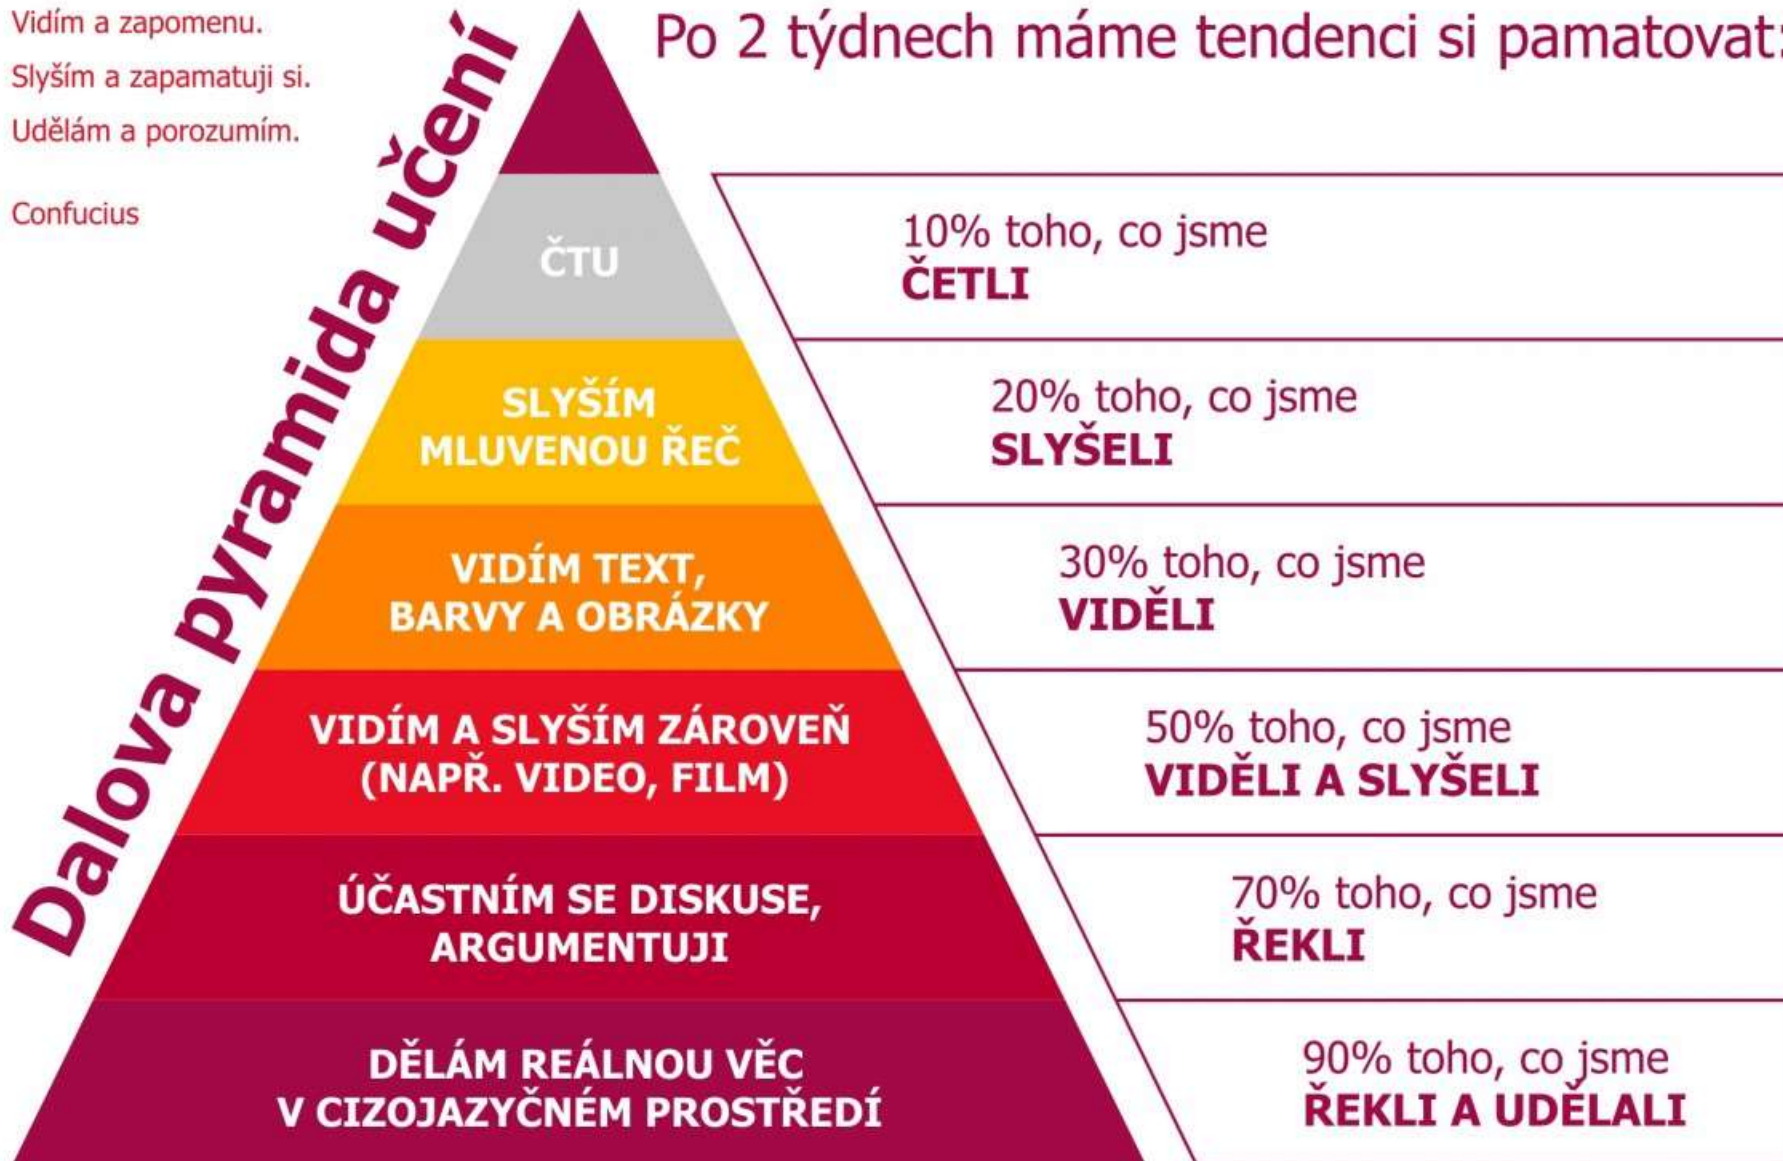 Vidím a zapomenu.
Slyším a zapamatuji si.
Udělám a porozumím.
Confucius
Dalova pyramida učení
Po 2 týdnech máme tendenci si pamatovat:
ČTU
10% toho, co jsme
ČETLI
SLYŠÍM
MLUVENOU ŘEČ
20% toho, co jsme
SLYŠELI
VIDÍM TEXT,
BARVY A OBRÁZKY
30% toho, co jsme
VIDĚLI
VIDÍM A SLYŠÍM ZÁROVEŇ
(NAPŘ. VIDEO, FILM)
50% toho, co jsme
VIDĚLI A SLYŠELI
ÚČASTNÍM SE DISKUSE,
ARGUMENTUJI
70% toho, co jsme
ŘEKLI
DĚLÁM REÁLNOU VĚC
V CIZOJAZYČNÉM PROSTŘEDÍ
90% toho, co jsme
ŘEKLI A UDĚLALI